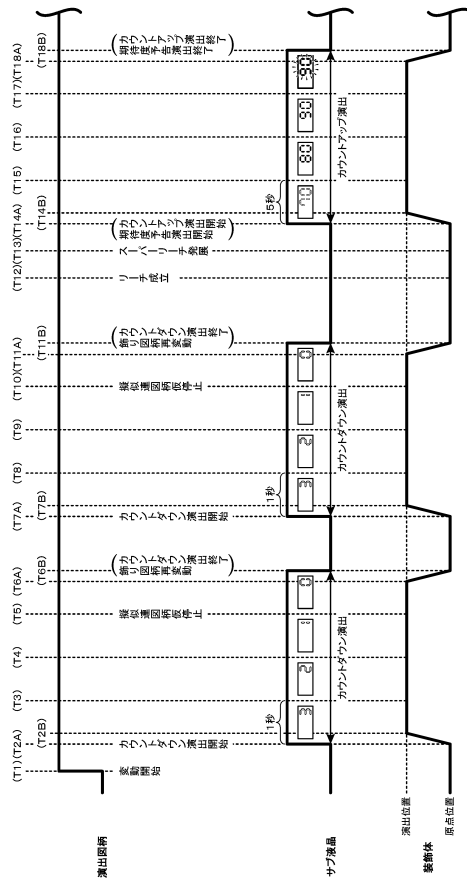 (T1)(T2A) (T3) (T4) (T5) (T6A) (T7A) (T8) (T9) (T10)(T11A) (T12)(T13)(T14A) (T15) (T16) (T17)(T18A)
(T2B) (T6B) (T7B) (T11B) (T14B) (T18B)
変動開始
カウントダウン演出開始
擬似連図柄仮停止
(カウントダウン演出終了
飾り図柄再変動)
カウントダウン演出開始
擬似連図柄仮停止
(カウントダウン演出終了
飾り図柄再変動)
リーチ成立
スーパーリーチ発展
(カウントアップ演出開始
期待度予告演出開始)
(カウントアップ演出終了
期待度予告演出終了)
演出図柄
1秒
1秒
5秒
3 2 1 0
3 2 1 0
70 80 90 90
サブ液晶
カウントダウン演出
カウントダウン演出
カウントアップ演出
演出位置
装飾体
原点位置